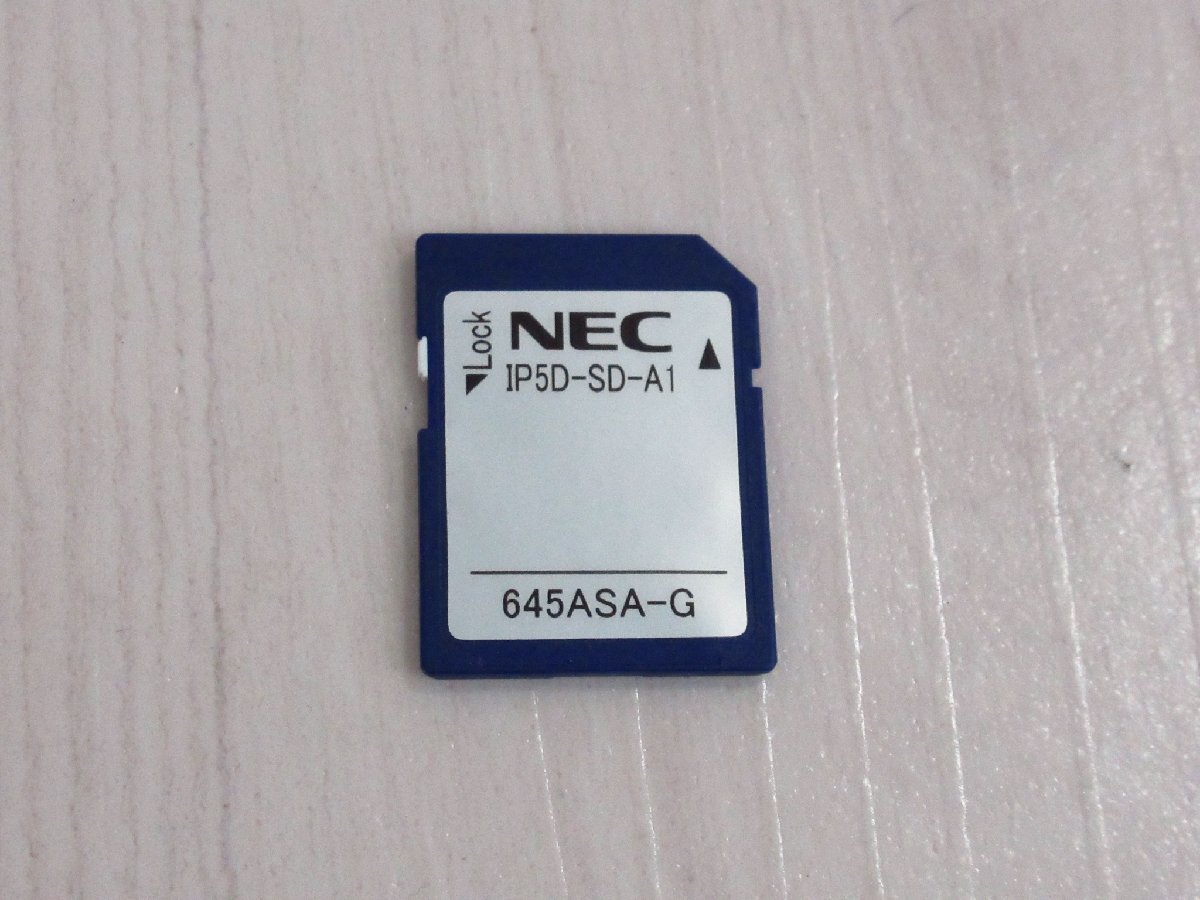 Lock
NEC
IP5D-SD-A1
645ASA-G